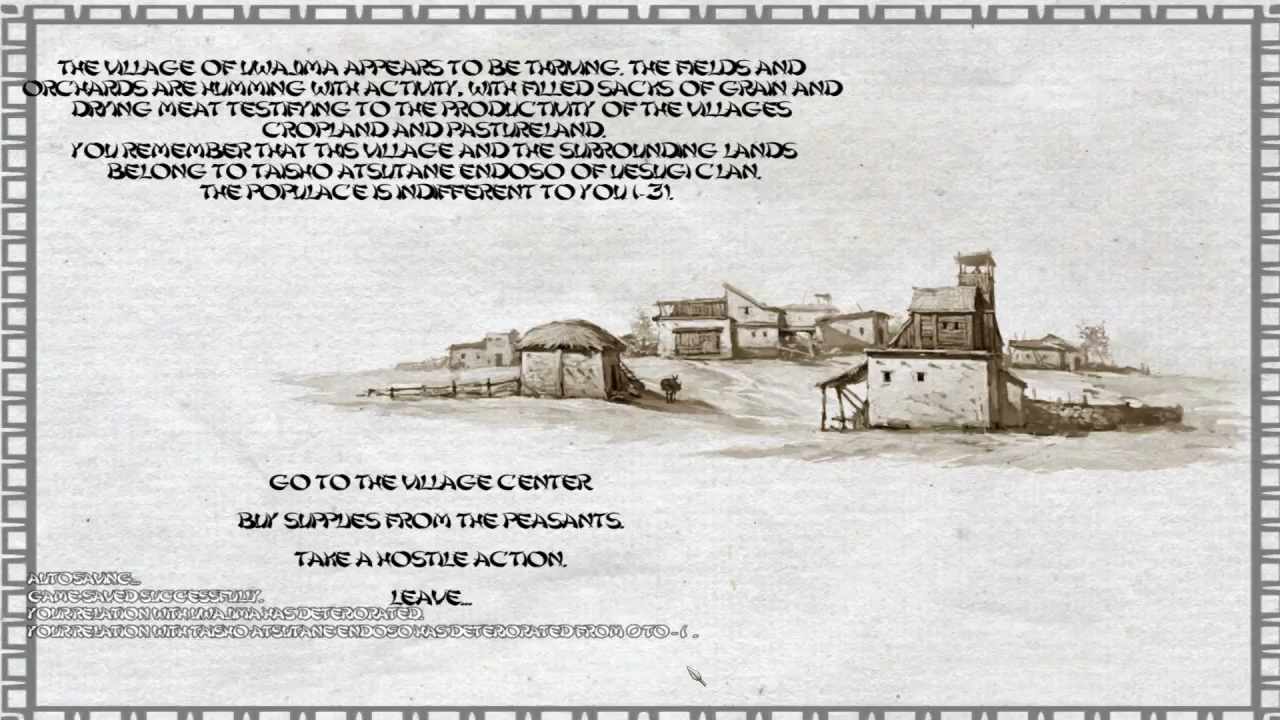 THE VILLAGE OF UWAJIMA APPEARS TO BE THRIVING. THE FIELDS AND
ORCHARDS ARE HUMMING WITH ACTIVITY, WITH FILLED SACKS OF GRAIN AND
DRYING MEAT TESTIFYING TO THE PRODUCTIVITY OF THE VILLAGES
CROPLAND AND PASTURELAND.
YOU REMEMBER THAT THIS VILLAGE AND THE SURROUNDING LANDS
BELONG TO TAISHO ATSUTANE ENDOSO OF UESUGI CLAN.
THE POPULACE IS INDIFFERENT TO YOU (-3).
GO TO THE VILLAGE CENTER
BUY SUPPLIES FROM THE PEASANTS.
TAKE A HOSTILE ACTION.
LEAVE...
AUTOSAVING...
GAME SAVED SUCCESSFULLY.
YOUR RELATION WITH UWAJIMA HAS DETERIORATED.
YOUR RELATION WITH TAISHO ATSUTANE ENDOSO HAS DETERIORATED FROM 0 TO -1 .